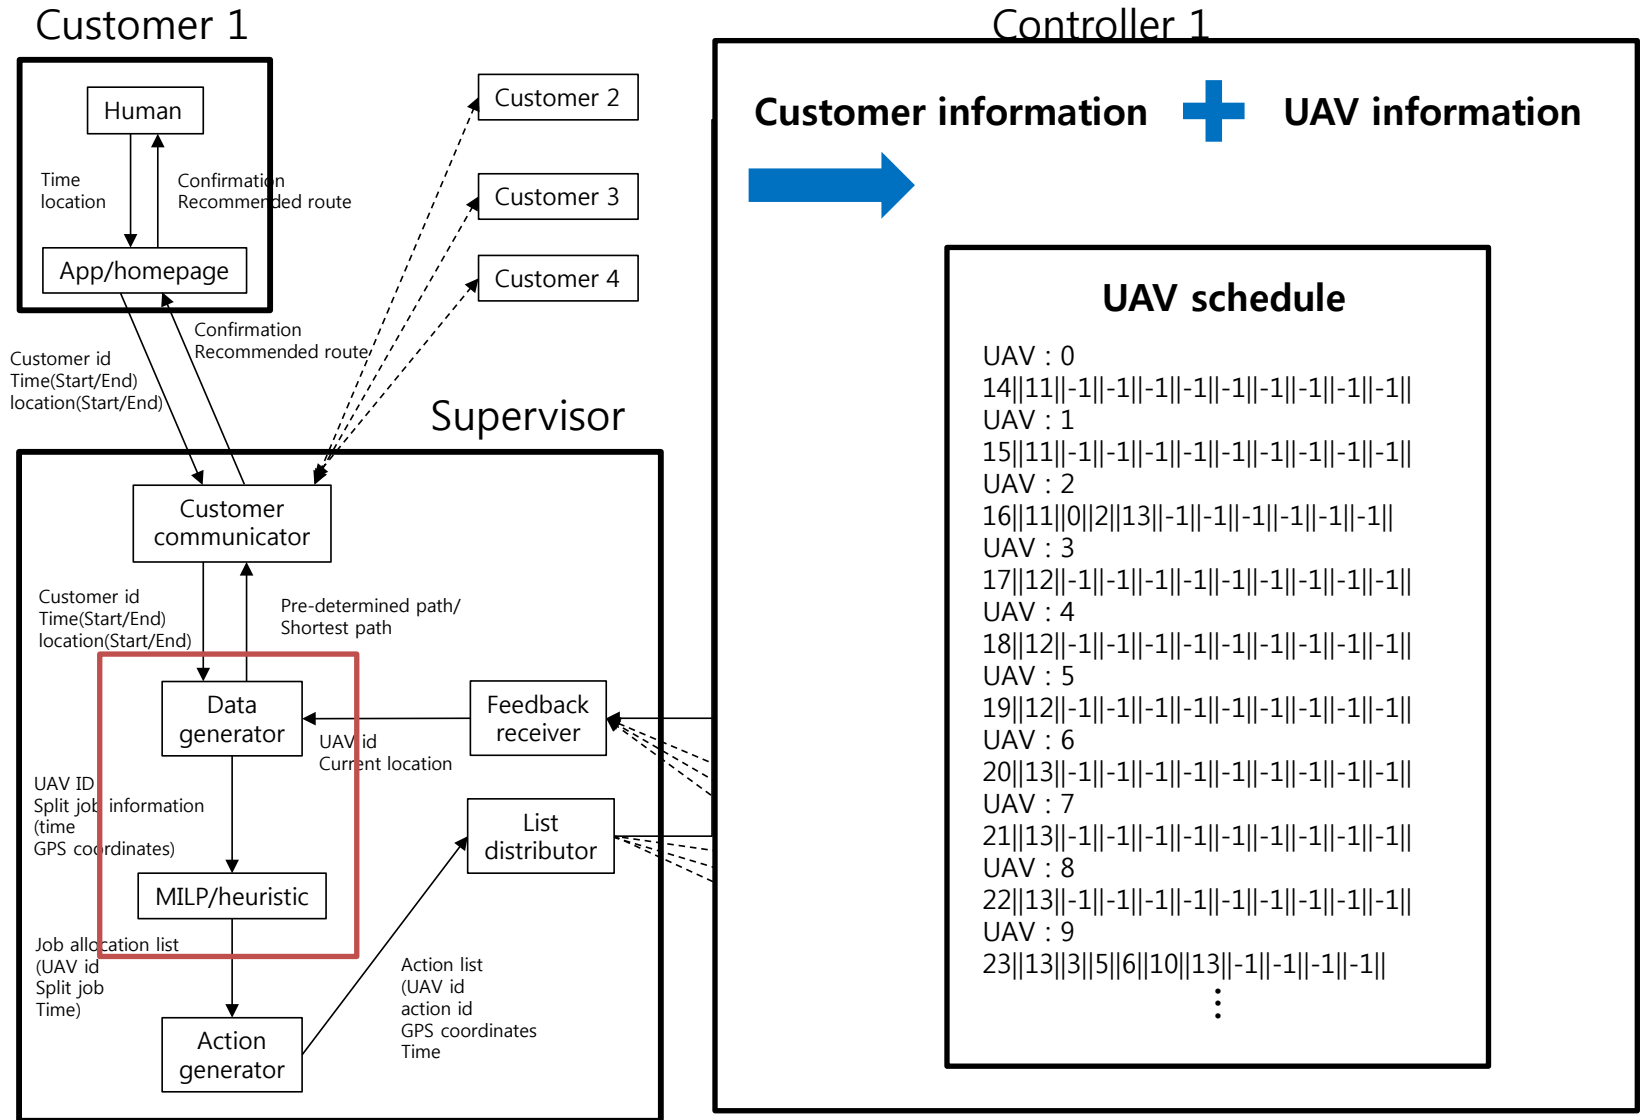 Customer 1
Human
Time
location
Confirmation
Recommended route
App/homepage
Customer 2
Customer 3
Customer 4
Confirmation
Recommended route
Customer id
Time(Start/End)
location(Start/End)
Supervisor
Customer
communicator
Customer id
Time(Start/End)
location(Start/End)
Pre-determined path/
Shortest path
Data
generator
Feedback
receiver
UAV id
Current location
UAV ID
Split job information
(time
GPS coordinates)
List
distributor
MILP/heuristic
Job allocation list
(UAV id
Split job
Time)
Action list
(UAV id
action id
GPS coordinates
Time
Action
generator
Controller 1
Customer information
UAV information
UAV schedule
UAV : 0
14||11||-1||-1||-1||-1||-1||-1||-1||-1||-1||
UAV : 1
15||11||-1||-1||-1||-1||-1||-1||-1||-1||-1||
UAV : 2
16||11||0||2||13||-1||-1||-1||-1||-1||-1||
UAV : 3
17||12||-1||-1||-1||-1||-1||-1||-1||-1||-1||
UAV : 4
18||12||-1||-1||-1||-1||-1||-1||-1||-1||-1||
UAV : 5
19||12||-1||-1||-1||-1||-1||-1||-1||-1||-1||
UAV : 6
20||13||-1||-1||-1||-1||-1||-1||-1||-1||-1||
UAV : 7
21||13||-1||-1||-1||-1||-1||-1||-1||-1||-1||
UAV : 8
22||13||-1||-1||-1||-1||-1||-1||-1||-1||-1||
UAV : 9
23||13||3||5||6||10||13||-1||-1||-1||-1||
⋮